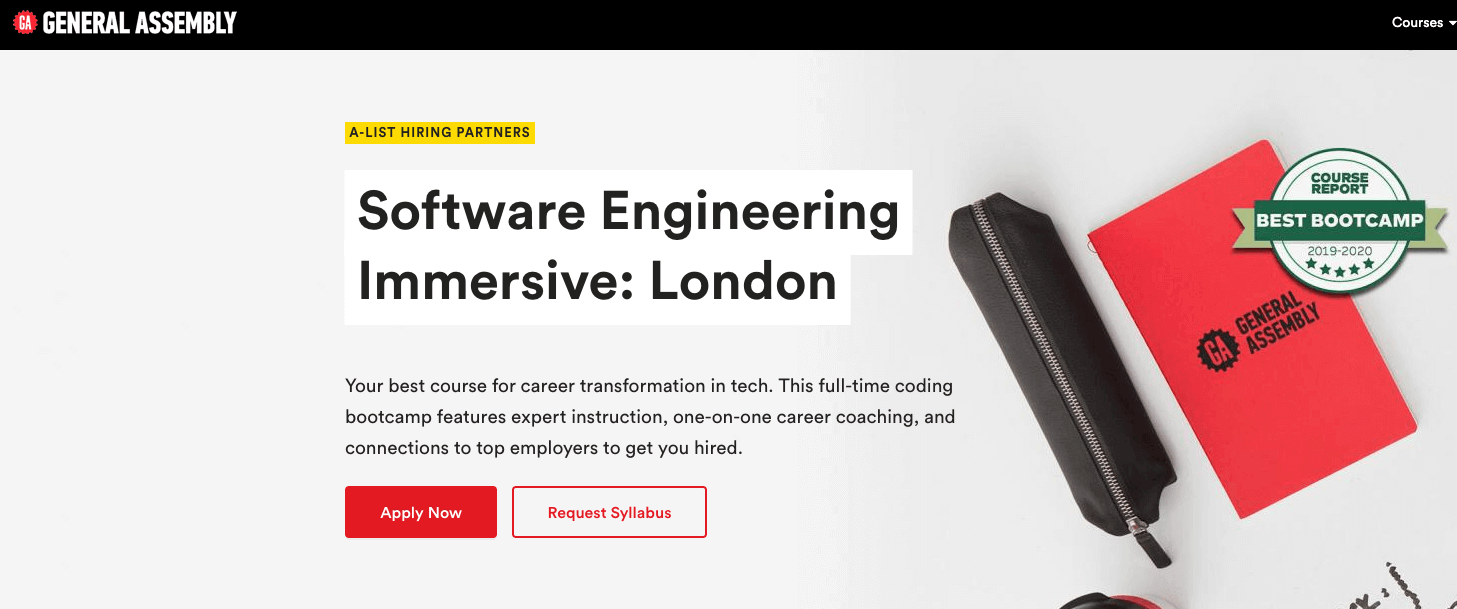 GA GENERAL ASSEMBLY
Courses
A-LIST HIRING PARTNERS
Software Engineering
Immersive: London
Your best course for career transformation in tech. This full-time coding
bootcamp features expert instruction, one-on-one career coaching, and
connections to top employers to get you hired.
Apply Now
Request Syllabus
COURSE
REPORT
BEST BOOTCAMP
2019-2020
GA GENERAL
ASSEMBLY